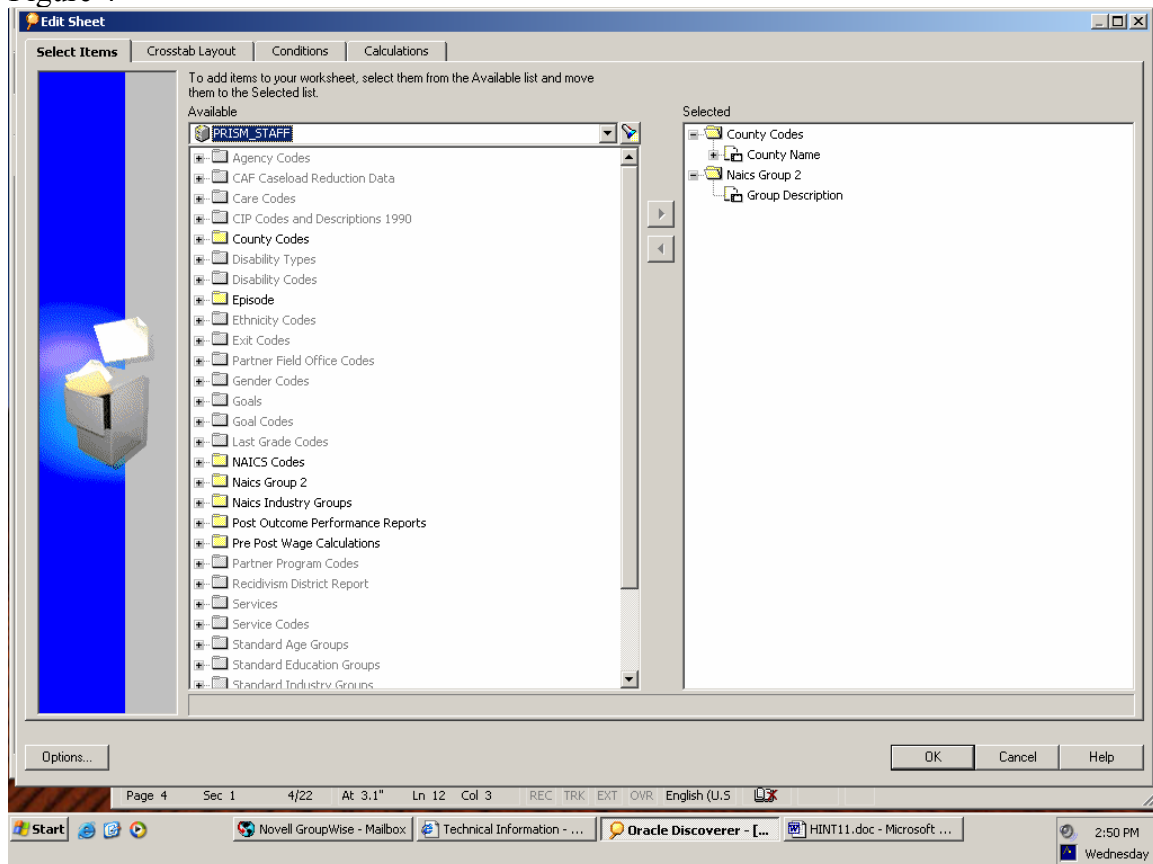 Edit Sheet
Select Items Crosstab Layout Conditions Calculations
To add items to your worksheet, select them from the Available list and move
them to the Selected list.
Available
PRISM_STAFF
Agency Codes
CAF Caseload Reduction Data
Care Codes
CIP Codes and Descriptions 1990
County Codes
Disability Types
Disability Codes
Episode
Ethnicity Codes
Exit Codes
Partner Field Office Codes
Gender Codes
Goals
Goal Codes
Last Grade Codes
NAICS Codes
Naics Group 2
Naics Industry Groups
Post Outcome Performance Reports
Pre Post Wage Calculations
Partner Program Codes
Recidivism District Report
Services
Service Codes
Standard Age Groups
Standard Education Groups
Standard Industry Groups
Selected
County Codes
County Name
Naics Group 2
Group Description
Options... OK Cancel Help
Page 4 Sec 1 4/22 At 3.1" Ln 12 Col 3 REC TRK EXT OVR English (U.S
Start Novell GroupWise - Mailbox Technical Information - ... Oracle Discoverer - [... HINT11.doc - Microsoft ... 2:50 PM
Wednesday